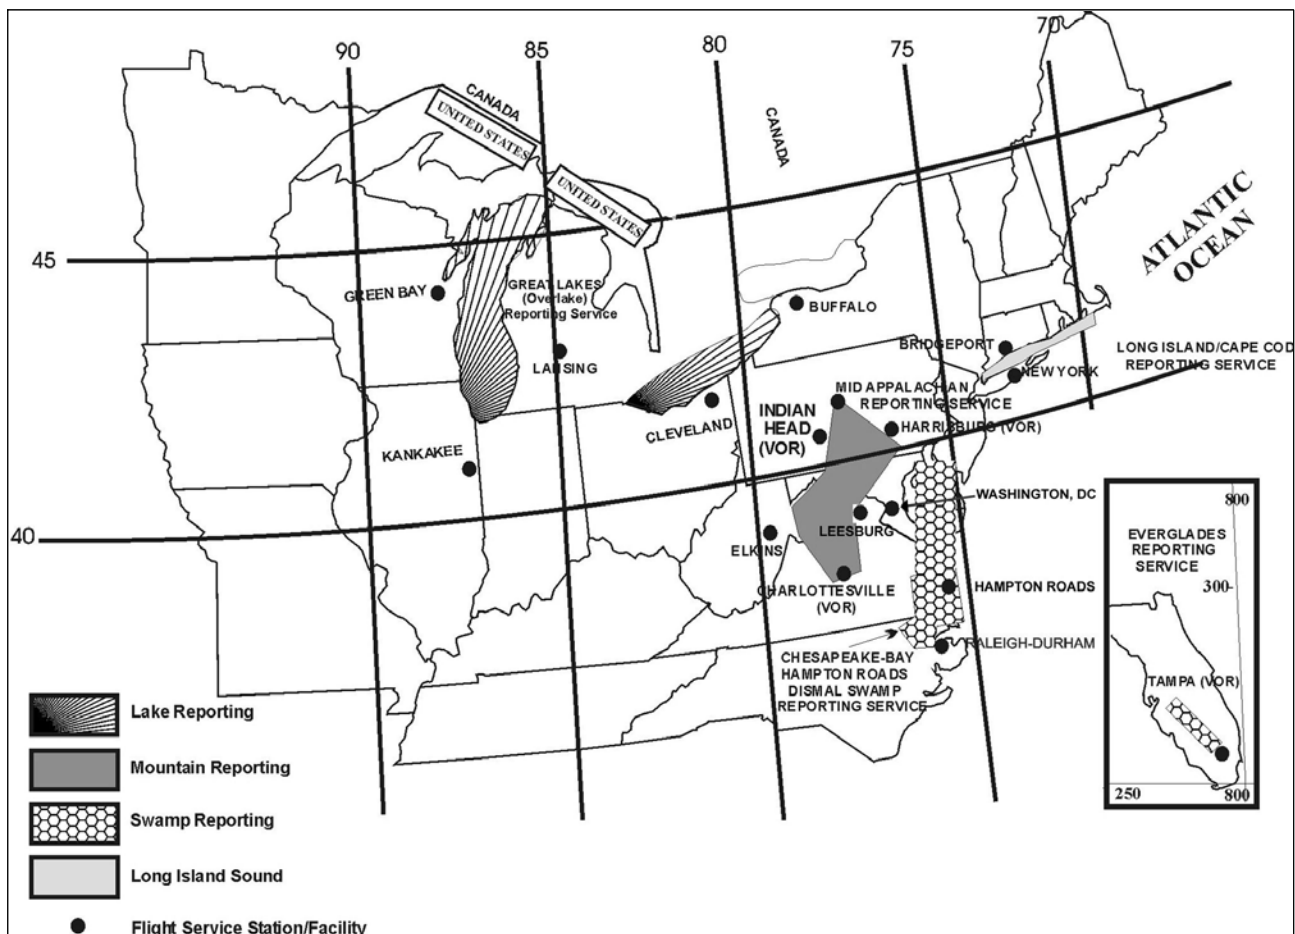 90
85
80
75
70
CANADA
UNITED STATES
CANADA
UNITED STATES
ATLANTIC
OCEAN
45
GREEN BAY
GREAT LAKES
(Overlake)
Reporting Service
BUFFALO
LANSING
BRIDGEPORT
LONG ISLAND/CAPE COD
REPORTING SERVICE
NEW YORK
MID APPALACHIAN
REPORTING SERVICE
INDIAN
HEAD
(VOR)
CLEVELAND
HARRISBURG (VOR)
KANKAKEE
WASHINGTON, DC
40
LEESBURG
ELKINS
CHARLOTTESVILLE
(VOR)
HAMPTON ROADS
RALEIGH-DURHAM
CHESAPEAKE-BAY
HAMPTON ROADS
DISMAL SWAMP
REPORTING SERVICE
800
EVERGLADES
REPORTING
SERVICE
300
TAMPA (VOR)
250
800
Lake Reporting
Mountain Reporting
Swamp Reporting
Long Island Sound
Flight Service Station/Facility